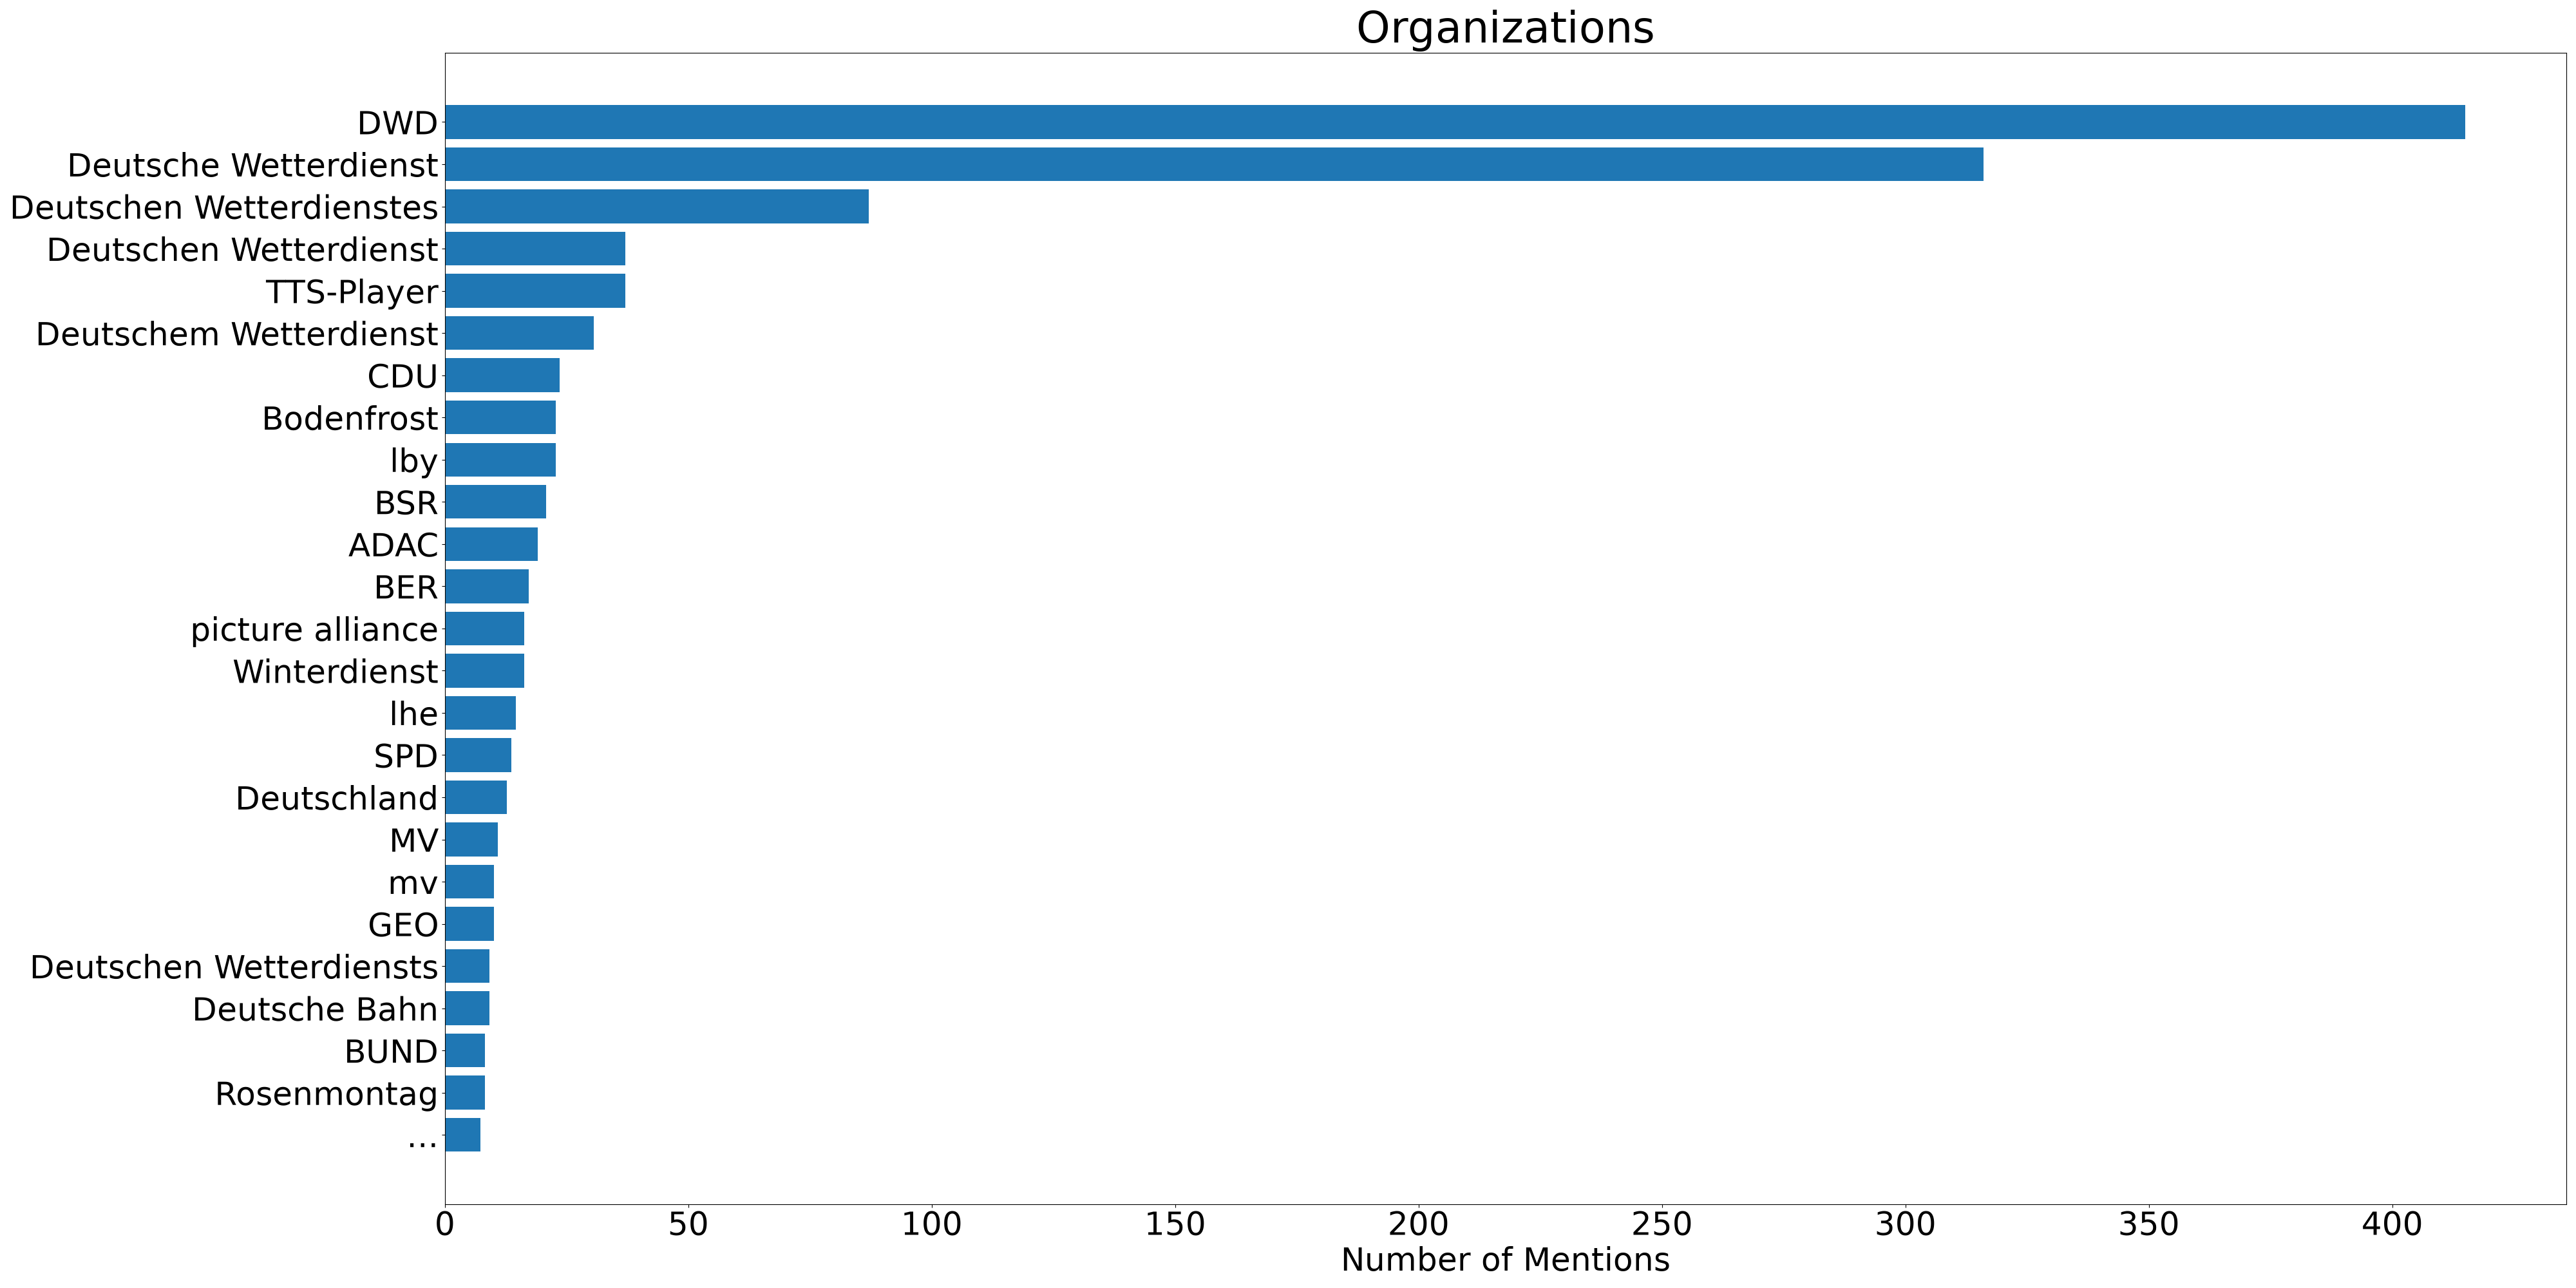 Organizations
DWD
Deutsche Wetterdienst
Deutschen Wetterdienstes
Deutschen Wetterdienst
TTS-Player
Deutschem Wetterdienst
CDU
Bodenfrost
lby
BSR
ADAC
BER
picture alliance
Winterdienst
lhe
SPD
Deutschland
MV
mv
GEO
Deutschen Wetterdiensts
Deutsche Bahn
BUND
Rosenmontag
...
0 50 100 150 200 250 300 350 400
Number of Mentions